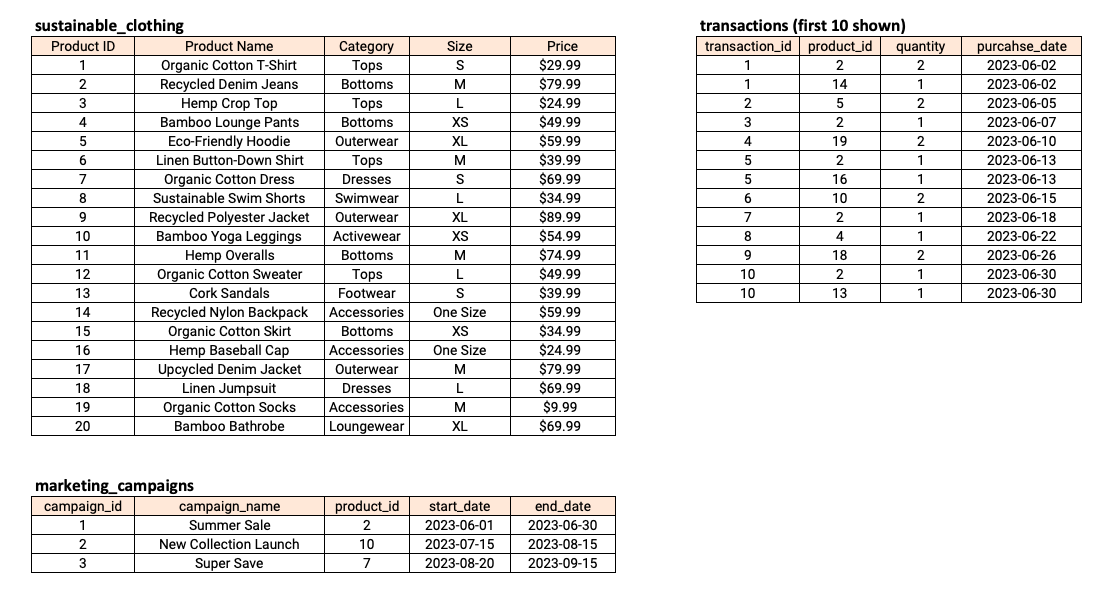 sustainable_clothing
Product ID Product Name Category Size Price
1 Organic Cotton T-Shirt Tops S $29.99
2 Recycled Denim Jeans Bottoms M $79.99
3 Hemp Crop Top Tops L $24.99
4 Bamboo Lounge Pants Bottoms XS $49.99
5 Eco-Friendly Hoodie Outerwear XL $59.99
6 Linen Button-Down Shirt Tops M $39.99
7 Organic Cotton Dress Dresses S $69.99
8 Sustainable Swim Shorts Swimwear L $34.99
9 Recycled Polyester Jacket Outerwear XL $89.99
10 Bamboo Yoga Leggings Activewear XS $54.99
11 Hemp Overalls Bottoms M $74.99
12 Organic Cotton Sweater Tops L $49.99
13 Cork Sandals Footwear S $39.99
14 Recycled Nylon Backpack Accessories One Size $59.99
15 Organic Cotton Skirt Bottoms XS $34.99
16 Hemp Baseball Cap Accessories One Size $24.99
17 Upcycled Denim Jacket Outerwear M $79.99
18 Linen Jumpsuit Dresses L $69.99
19 Organic Cotton Socks Accessories M $9.99
20 Bamboo Bathrobe Loungewear XL $69.99
transactions (first 10 shown)
transaction_id product_id quantity purcahse_date
1 2 2 2023-06-02
1 14 1 2023-06-02
2 5 2 2023-06-05
3 2 1 2023-06-07
4 19 2 2023-06-10
5 2 1 2023-06-13
5 16 1 2023-06-13
6 10 2 2023-06-15
7 2 1 2023-06-18
8 4 1 2023-06-22
9 18 2 2023-06-26
10 2 1 2023-06-30
10 13 1 2023-06-30
marketing_campaigns
campaign_id campaign_name product_id start_date end_date
1 Summer Sale 2 2023-06-01 2023-06-30
2 New Collection Launch 10 2023-07-15 2023-08-15
3 Super Save 7 2023-08-20 2023-09-15